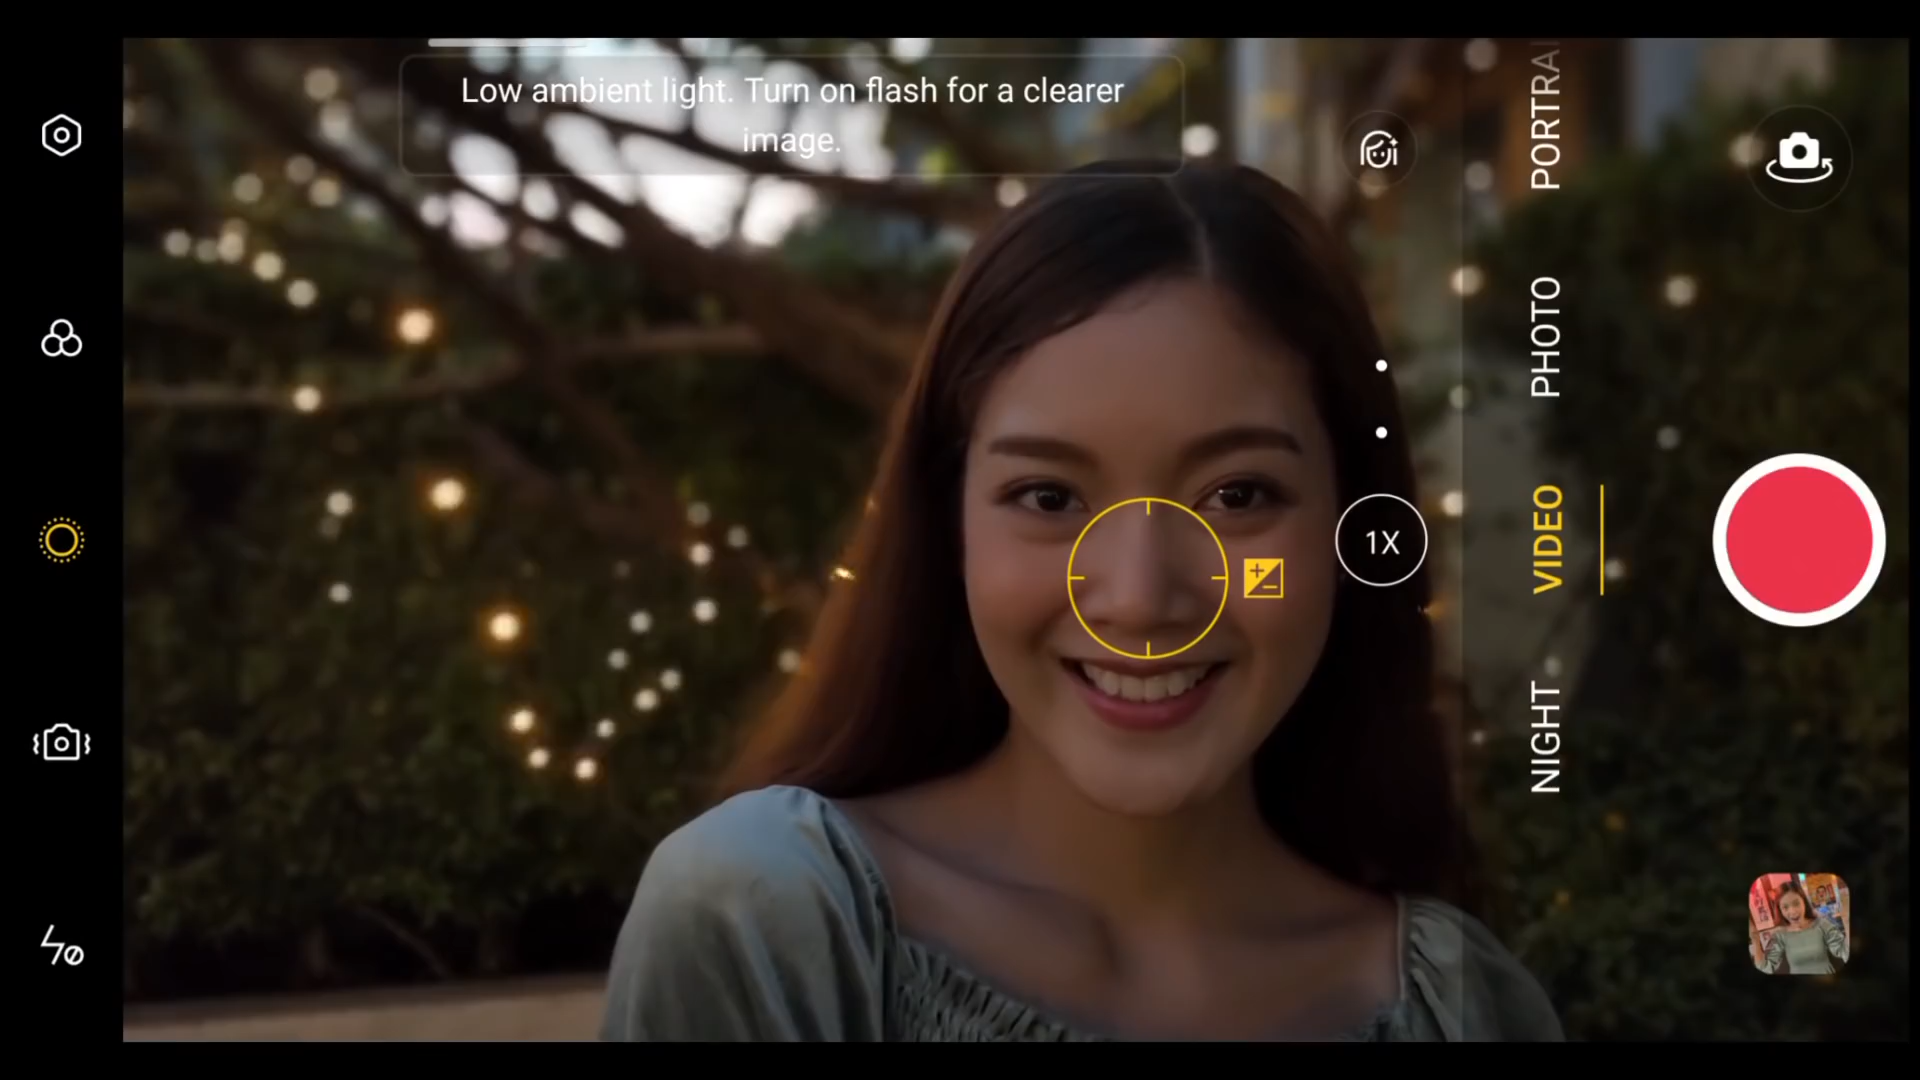 Low ambient light. Turn on flash for a clearer
image.
PORTRA
PHOTO
1X
VIDEO
NIGHT